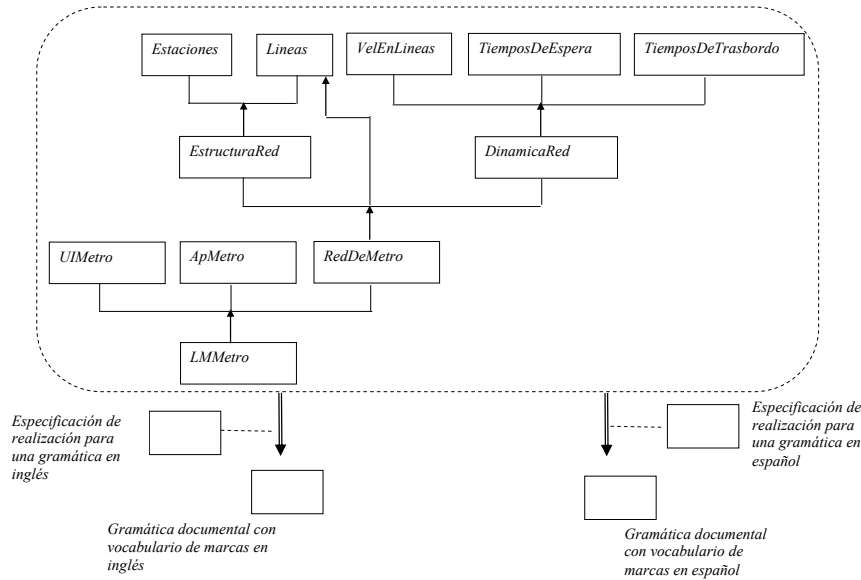 Estaciones
Lineas
VelEnLineas
TiemposDeEspera
TiemposDeTrasbordo
EstructuraRed
DinamicaRed
UIMetro
ApMetro
RedDeMetro
LMMetro
Especificación de
realización para
una gramática en
inglés
Especificación de
realización para
una gramática en
español
Gramática documental con
vocabulario de marcas en
inglés
Gramática documental
con vocabulario de
marcas en español